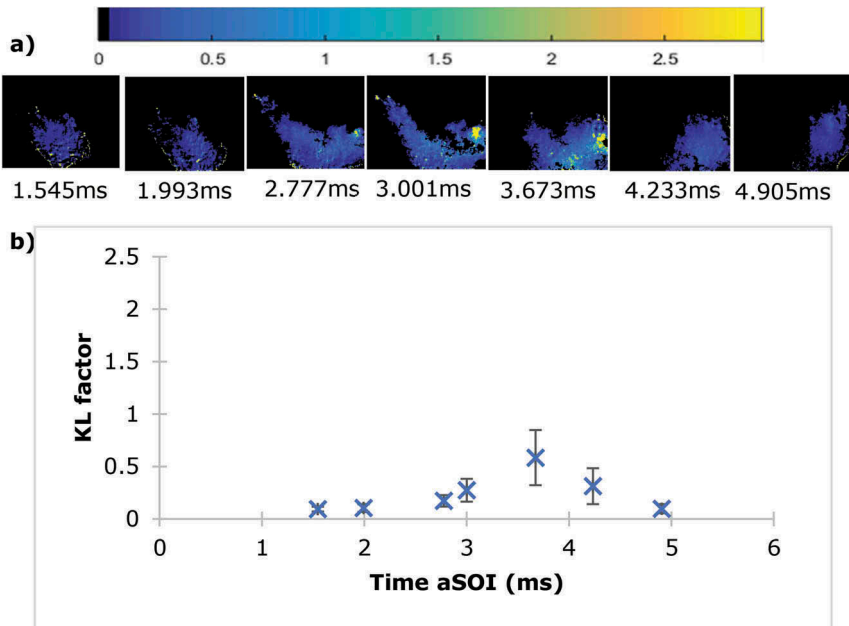 a)
0 0.5 1 1.5 2 2.5
1.545ms 1.993ms 2.777ms 3.001ms 3.673ms 4.233ms 4.905ms
b)
2.5
2
1.5
1
0.5
0
KL factor
0 1 2 3 4 5 6
Time aSOI (ms)